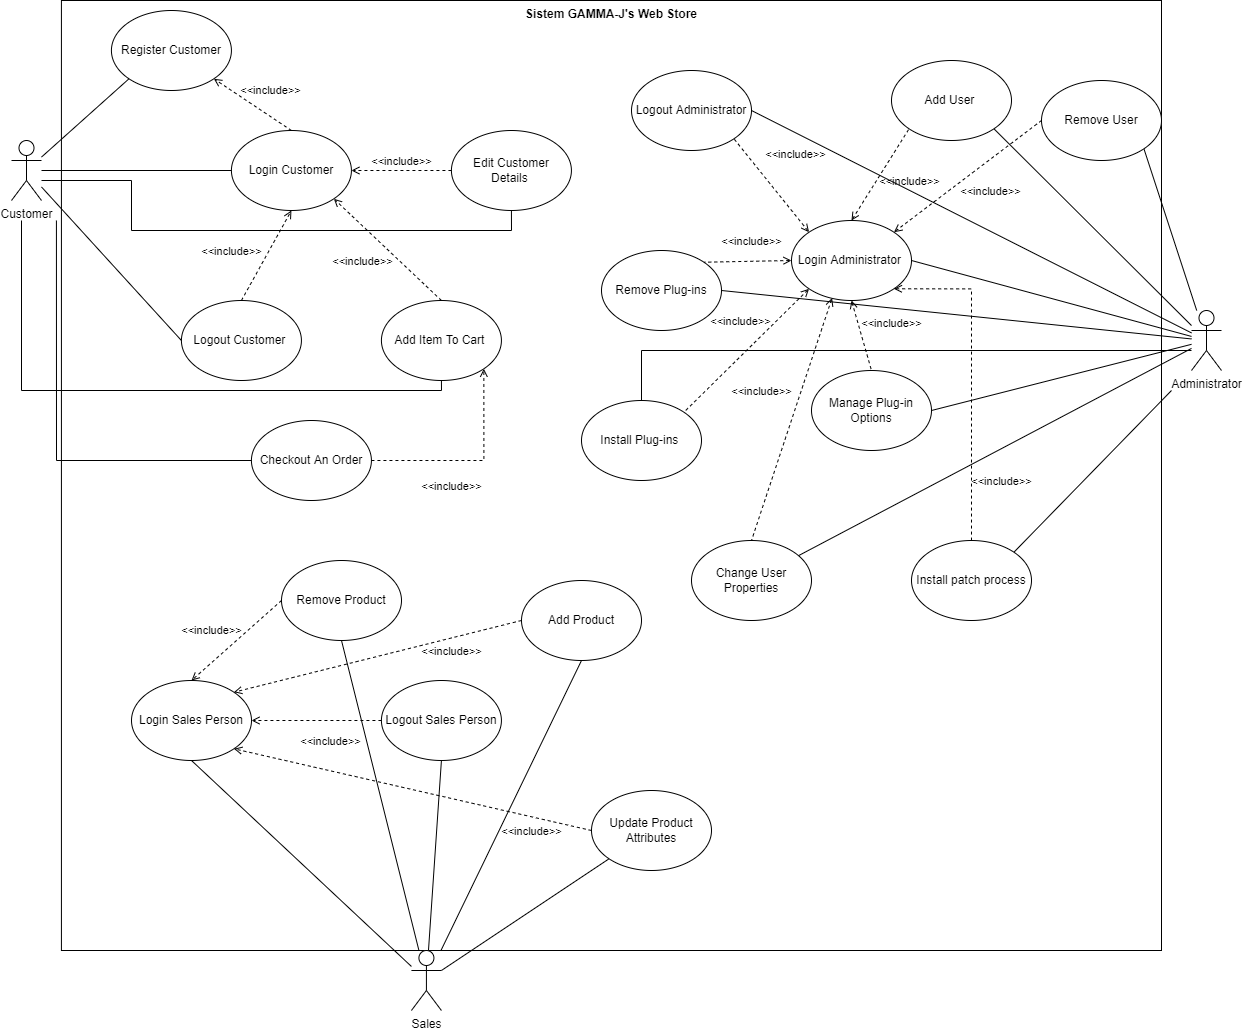 Sistem GAMMA-J's Web Store
Register Customer
<<include>>
Customer
Login Customer
<<include>>
Edit Customer
Details
<<include>>
<<include>>
Logout Customer
Add Item To Cart
Checkout An Order
<<include>>
Logout Administrator
Add User
Remove User
<<include>>
<<include>>
<<include>>
<<include>>
Login Administrator
Remove Plug-ins
<<include>>
<<include>>
Administrator
<<include>>
Manage Plug-in
Options
Install Plug-ins
<<include>>
Change User
Properties
Install patch process
Remove Product
Add Product
<<include>>
<<include>>
Login Sales Person
Logout Sales Person
<<include>>
Update Product
Attributes
<<include>>
Sales